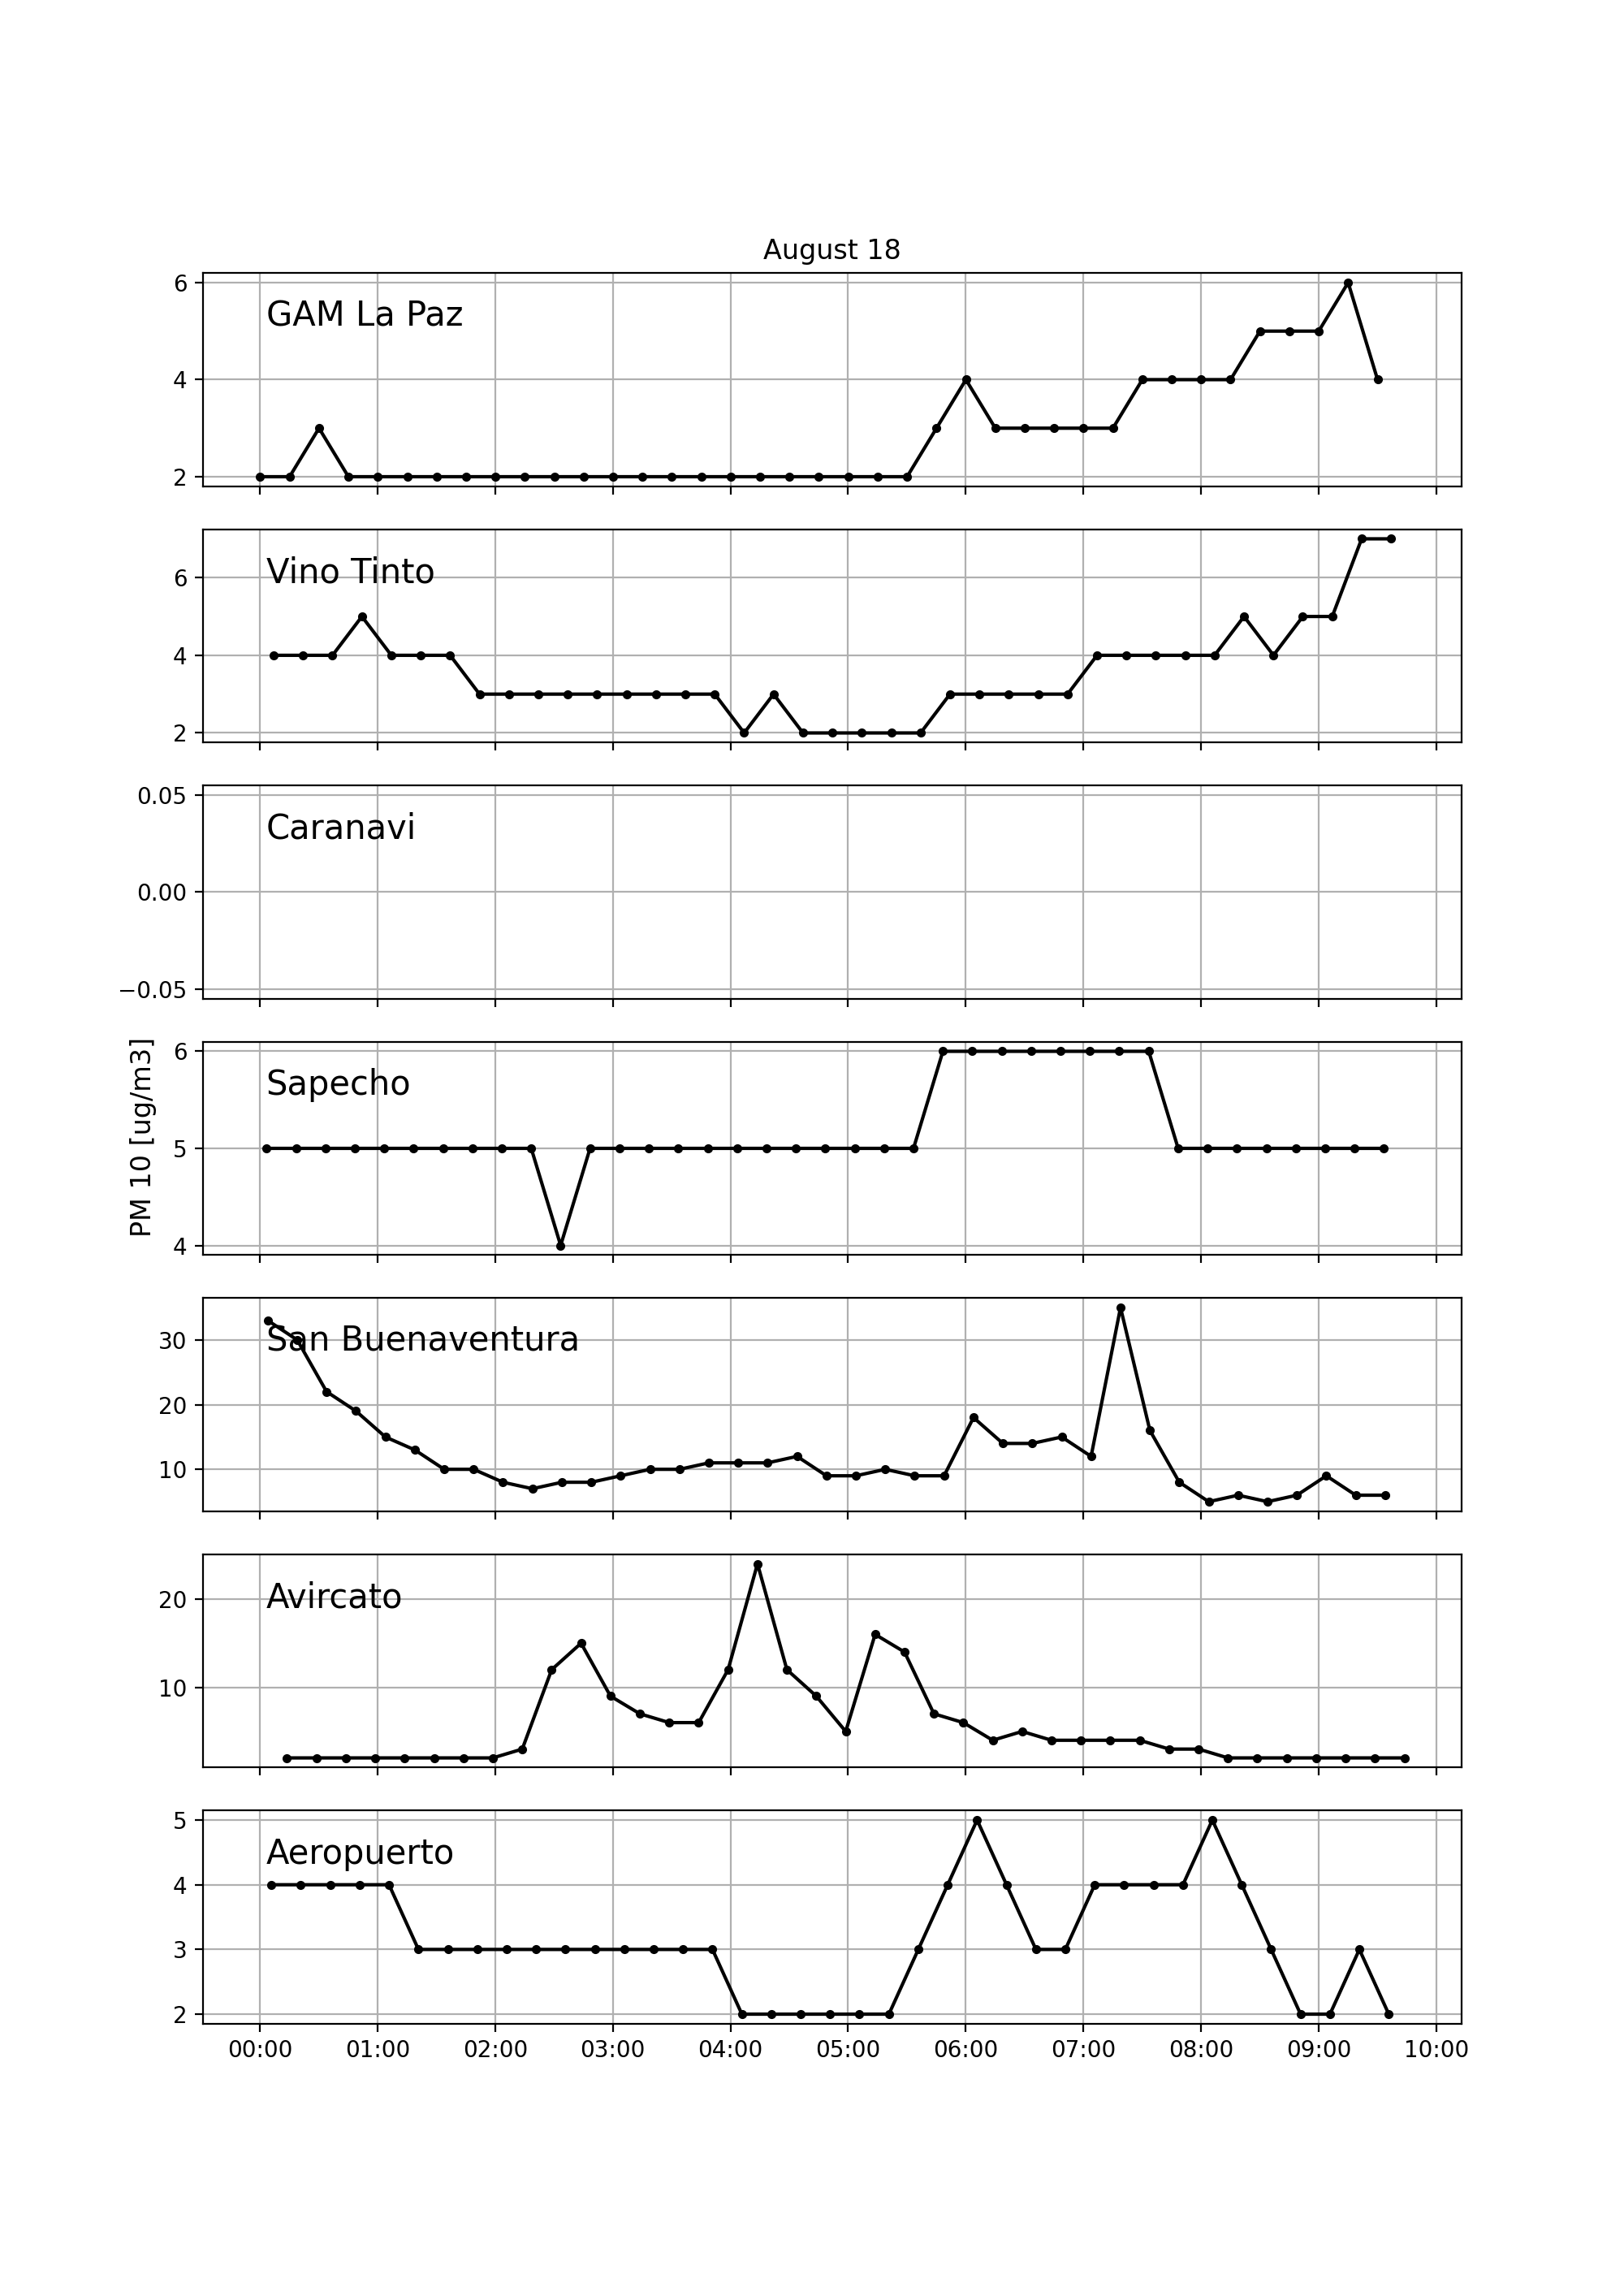 August 18
6
GAM La Paz
4
2
Vino Tinto
6
4
2
0.05
Caranavi
0.00
−0.05
PM 10 [ug/m3]
6
Sapecho
5
4
San Buenaventura
30
20
10
Avircato
20
10
5
Aeropuerto
4
3
2
00:00 01:00 02:00 03:00 04:00 05:00 06:00 07:00 08:00 09:00 10:00